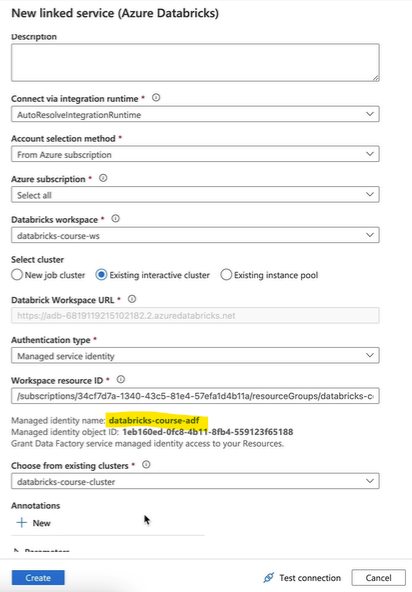 New linked service (Azure Databricks)
Description
Connect via integration runtime *
AutoResolveIntegrationRuntime
Account selection method *
From Azure subscription
Azure subscription *
Select all
Databricks workspace *
databricks-course-ws
Select cluster
New job cluster Existing interactive cluster Existing instance pool
Databrick Workspace URL *
https://adb-6819119215102182.2.azuredatabricks.net
Authentication type *
Managed service identity
Workspace resource ID *
/subscriptions/34cf7d7a-1340-43c5-81e4-57efa1d4b11a/resourceGroups/databricks-c
Managed identity name: databricks-course-adf
Managed identity object ID: 1eb160ed-0fc8-4b11-8fb4-559123f65188
Grant Data Factory service managed identity access to your Resources.
Choose from existing clusters *
databricks-course-cluster
Annotations
+ New
Parameters
Create Test connection Cancel